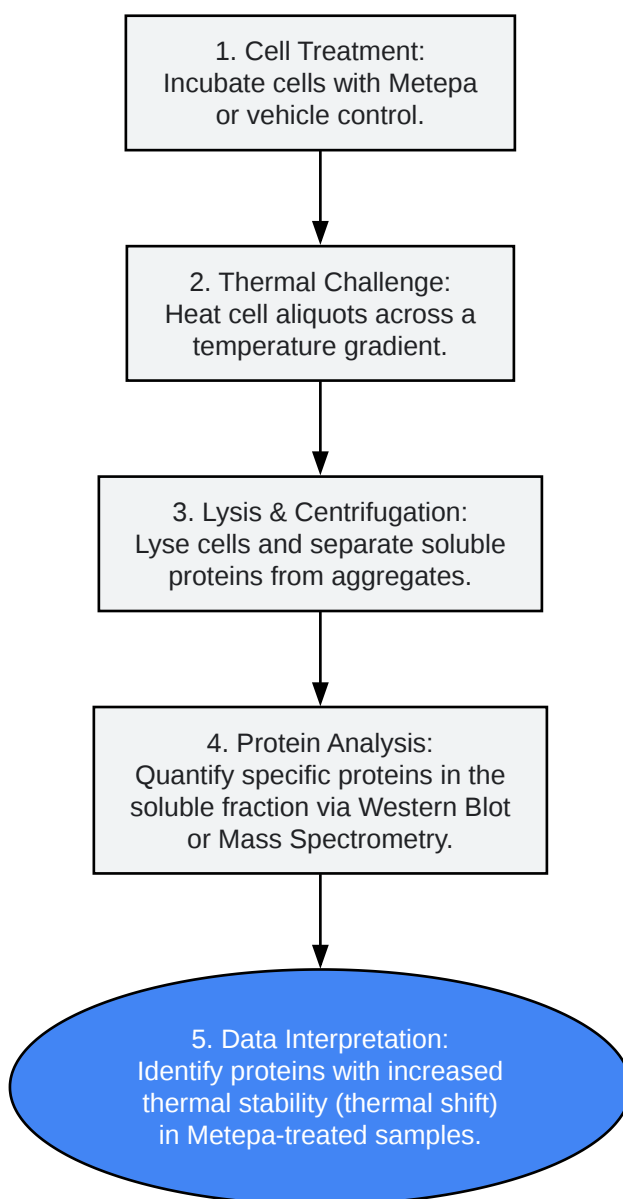 1. Cell Treatment:
Incubate cells with Metepa
or vehicle control.
2. Thermal Challenge:
Heat cell aliquots across a
temperature gradient.
3. Lysis & Centrifugation:
Lyse cells and separate soluble
proteins from aggregates.
4. Protein Analysis:
Quantify specific proteins in the
soluble fraction via Western Blot
or Mass Spectrometry.
5. Data Interpretation:
Identify proteins with increased
thermal stability (thermal shift)
in Metepa-treated samples.